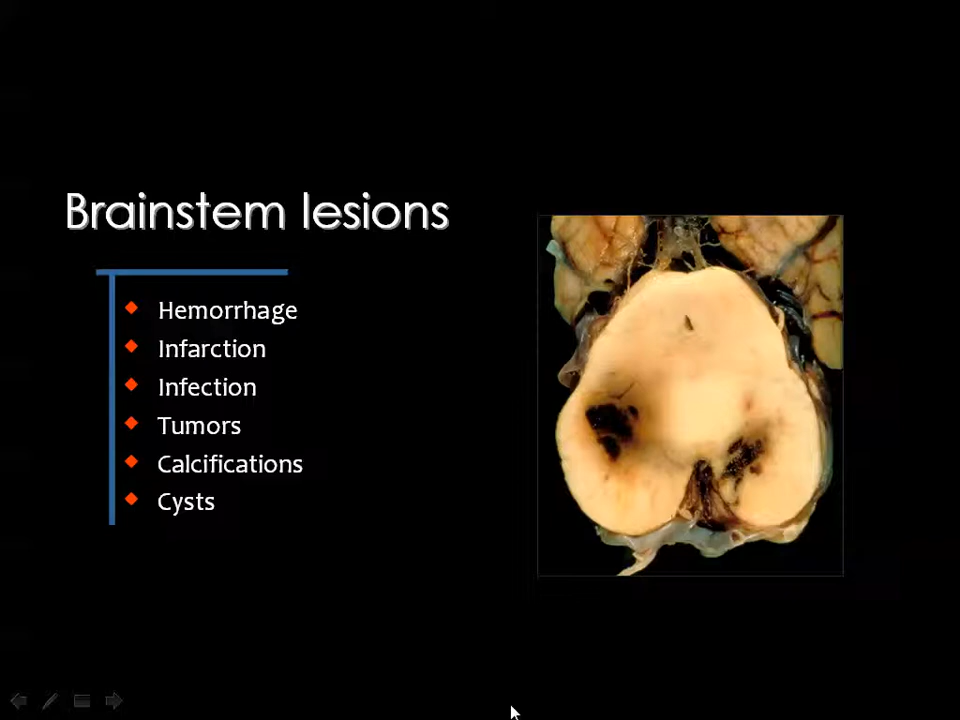 Brainstem lesions
Hemorrhage
Infarction
Infection
Tumors
Calcifications
Cysts